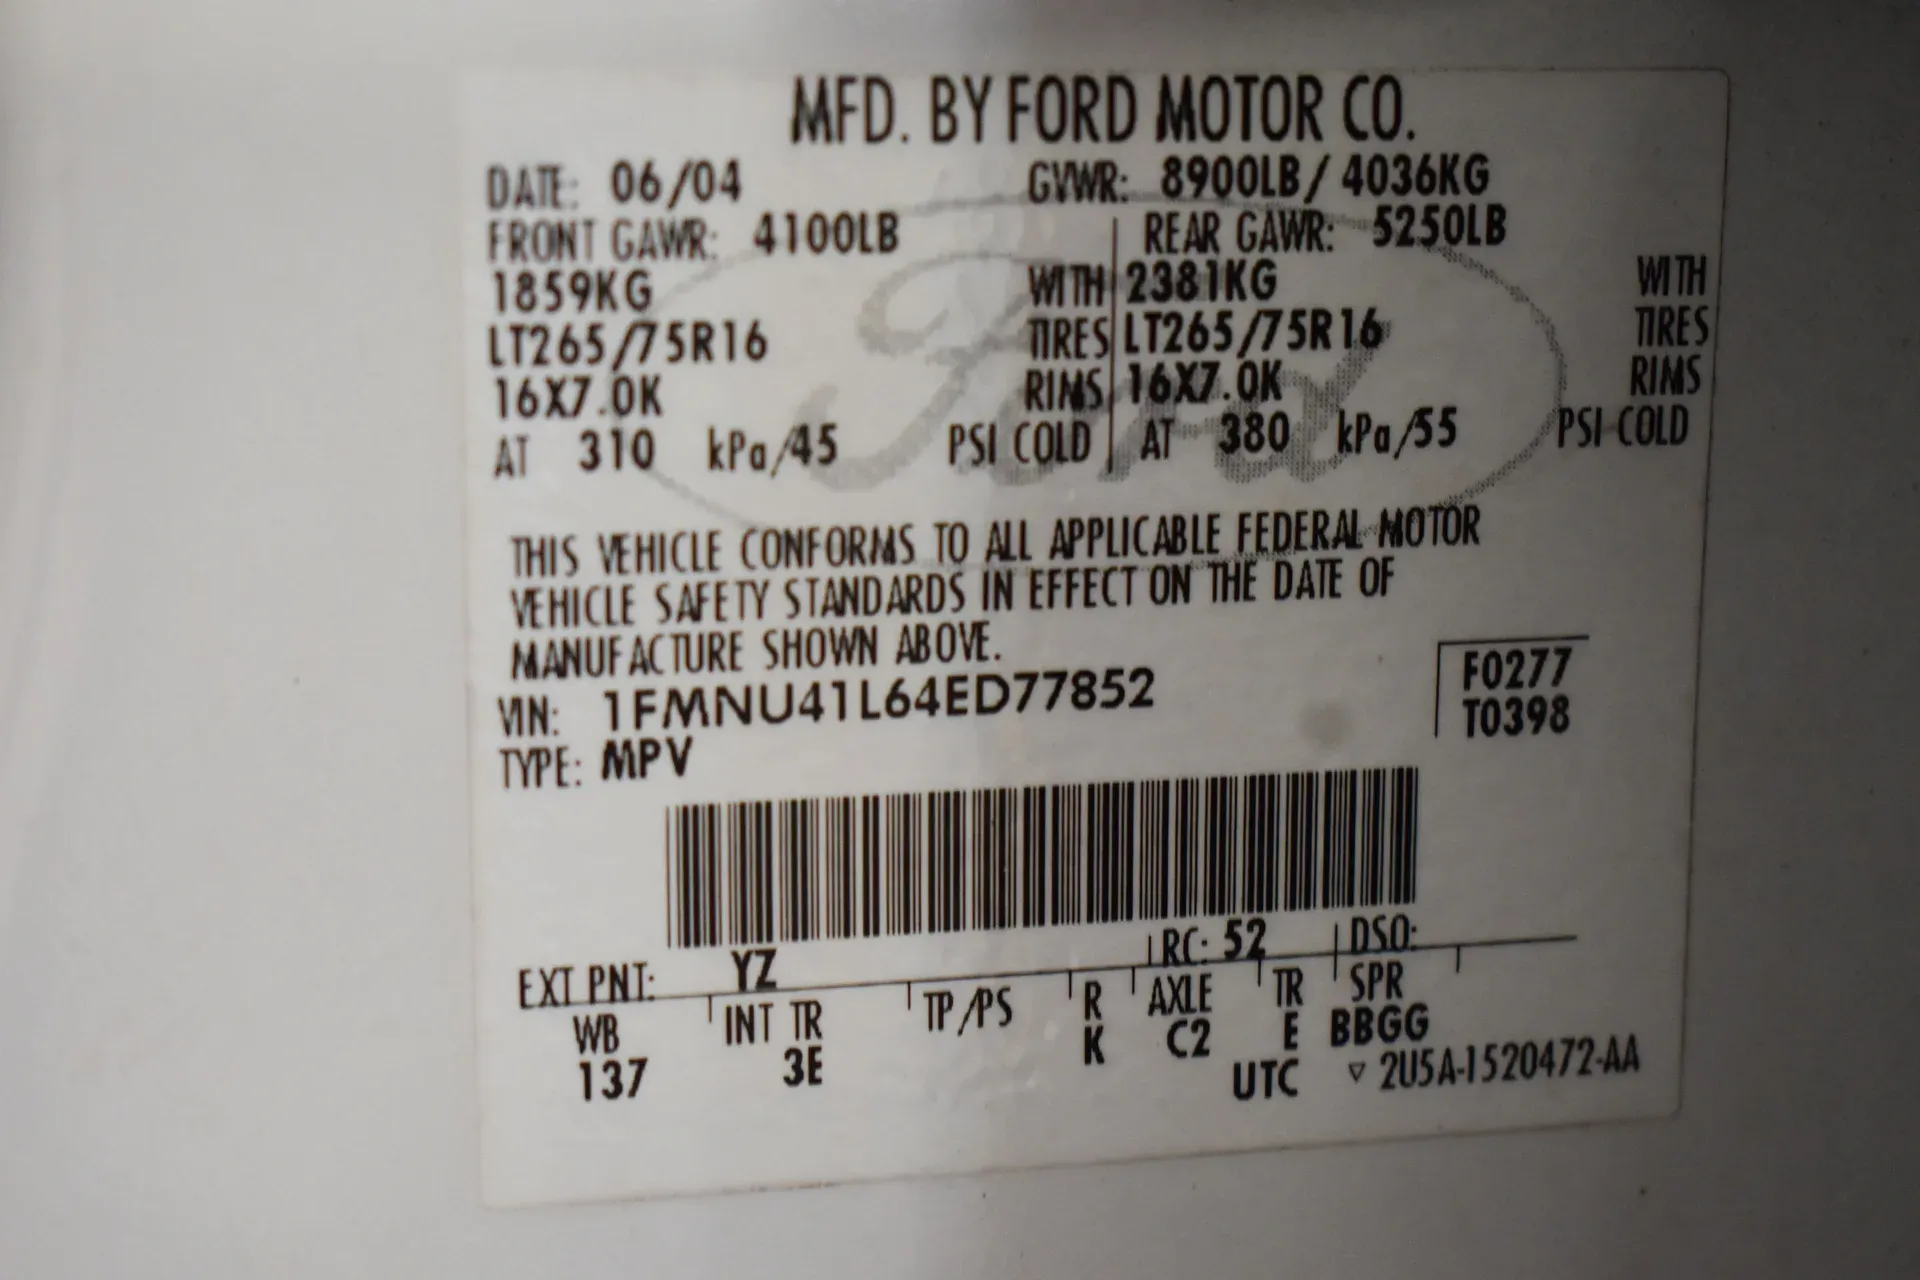 MFD. BY FORD MOTOR CO.
DATE: 06/04 GVWR: 8900LB / 4036KG
FRONT GAWR: 4100LB REAR GAWR: 5250LB
1859KG WITH 2381KG WITH
LT265/75R16 TIRES LT265/75R16 TIRES
16X7.0K RIMS 16X7.0K RIMS
AT 310 kPa/45 PSI COLD AT 380 kPa/55 PSI COLD
Ford
THIS VEHICLE CONFORMS TO ALL APPLICABLE FEDERAL MOTOR
VEHICLE SAFETY STANDARDS IN EFFECT ON THE DATE OF
MANUFACTURE SHOWN ABOVE.
F0277
VIN: 1FMNU41L64ED77852 T0398
TYPE: MPV
EXT PNT: YZ RC: 52 DSO:
WB INT TR TP/PS R AXLE TR SPR
137 3E K C2 E BBGG
UTC ▽ 2U5A-1520472-AA